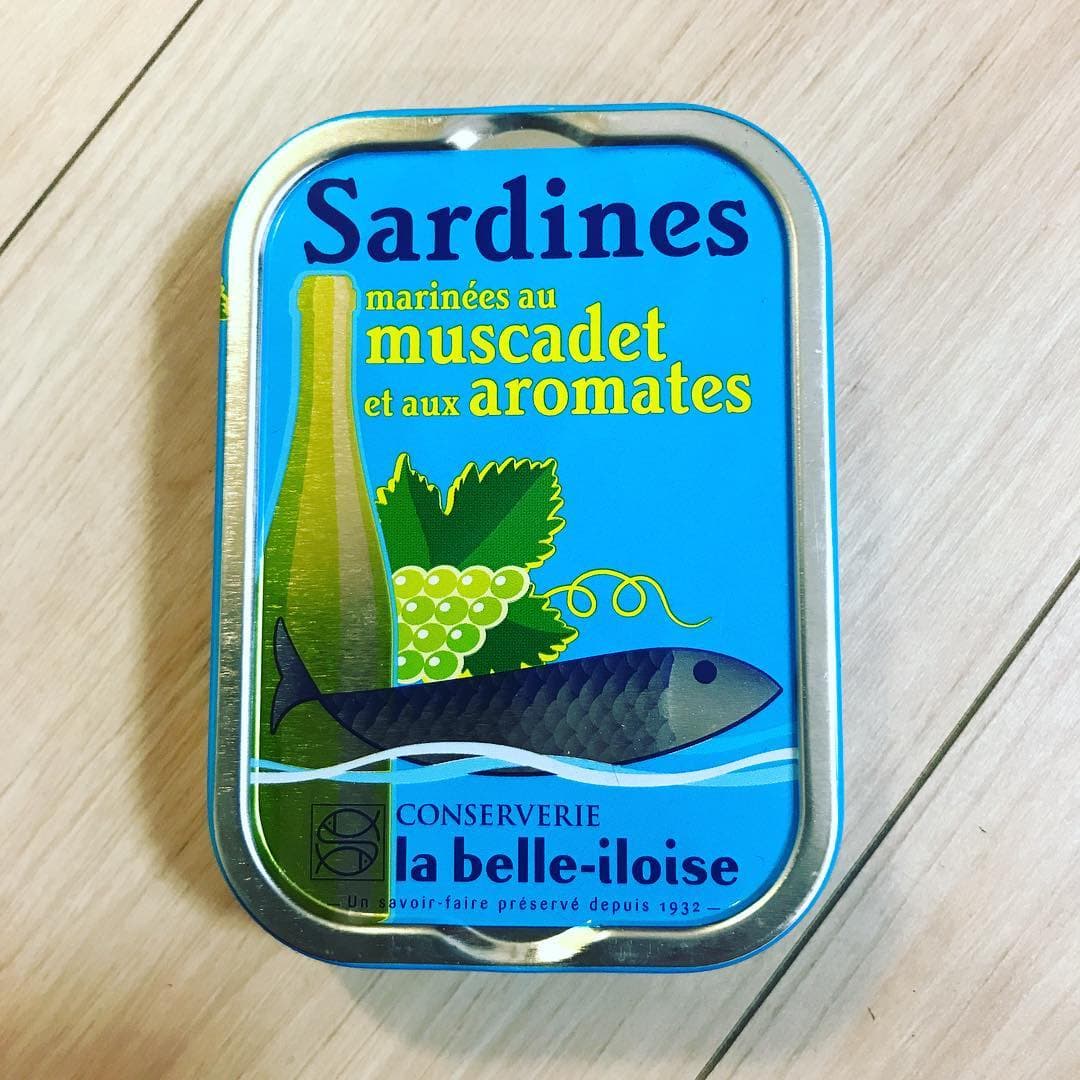 Sardines
marinées au
muscadet
et aux aromates
CONSERVERIE
la belle-iloise
— Un savoir-faire préservé depuis 1932 —